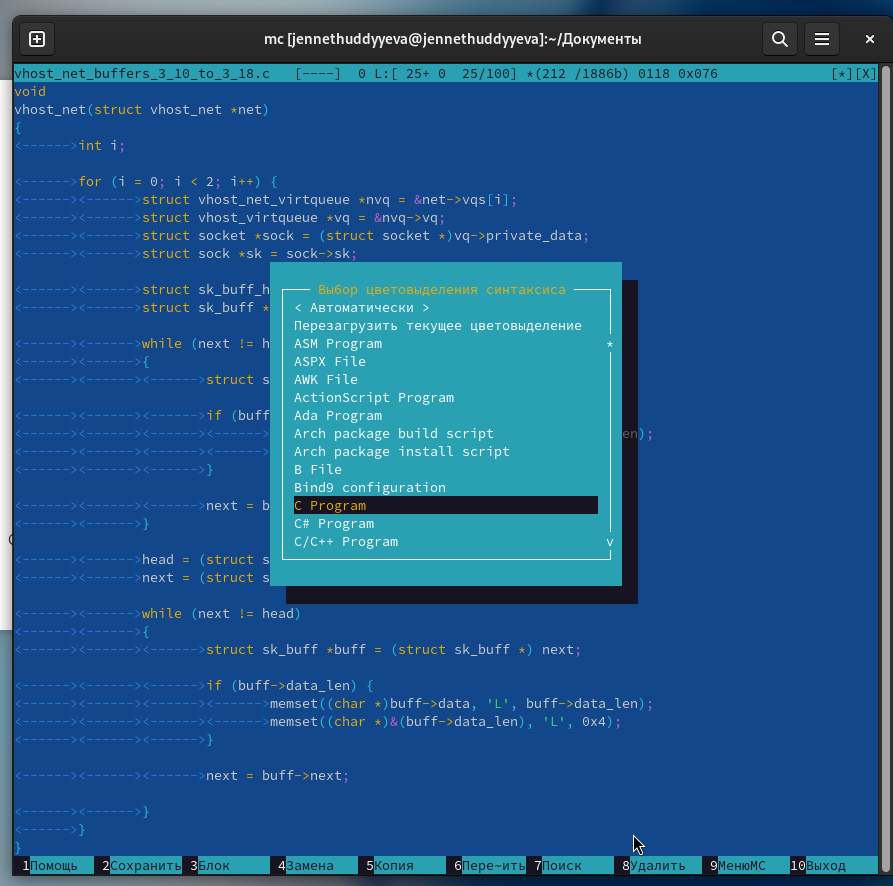 mc [jennethuddyyeva@jennethuddyyeva]:~/Документы
vhost_net_buffers_3_10_to_3_18.c [----] 0 L:[ 25+ 0 25/100] *(212 /1886b) 0118 0x076 [*][X]
void
vhost_net(struct vhost_net *net)
{
<------>int i;
<------>for (i = 0; i < 2; i++) {
<------><------>struct vhost_net_virtqueue *nvq = &net->vqs[i];
<------><------>struct vhost_virtqueue *vq = &nvq->vq;
<------><------>struct socket *sock = (struct socket *)vq->private_data;
<------><------>struct sock *sk = sock->sk;
<------><------>struct sk_buff_h
<------><------>struct sk_buff *
<------><------>while (next != h
<------><------>{
<------><------><------>struct s
<------><------><------>if (buff
<------><------><------><------> en);
<------><------><------><------>
<------><------><------>}
<------><------><------>next = b
<------><------>}
<------><------>head = (struct s
<------><------>next = (struct s
<------><------>while (next != head)
<------><------>{
<------><------><------>struct sk_buff *buff = (struct sk_buff *) next;
<------><------><------>if (buff->data_len) {
<------><------><------><------>memset((char *)buff->data, 'L', buff->data_len);
<------><------><------><------>memset((char *)&(buff->data_len), 'L', 0x4);
<------><------><------>}
<------><------><------>next = buff->next;
<------><------>}
<------>}
}
Выбор цветовыделения синтаксиса
< Автоматически >
Перезагрузить текущее цветовыделение
ASM Program *
ASPX File
AWK File
ActionScript Program
Ada Program
Arch package build script
Arch package install script
B File
Bind9 configuration
C Program
C# Program
C/C++ Program v
1Помощь 2Сохранить 3Блок 4Замена 5Копия 6Пере~ить 7Поиск 8Удалить 9МенюМС 10Выход